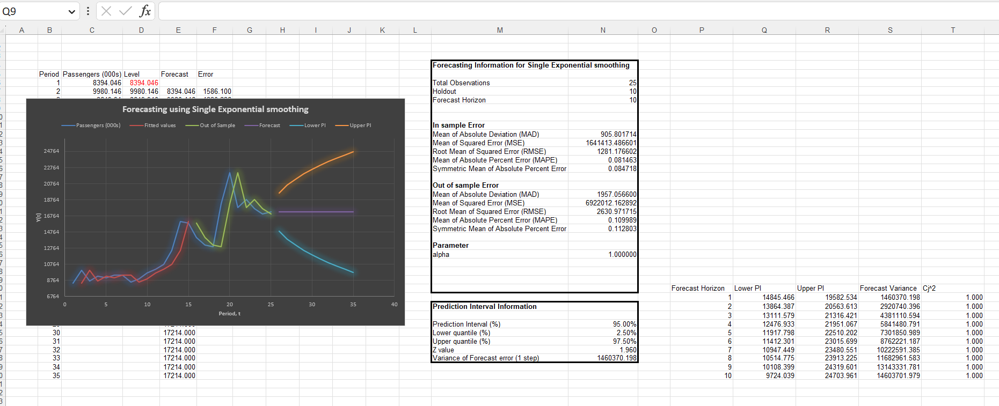 Q9
fx
A B C D E F G H I J K L M N O P Q R S T
Forecasting Information for Single Exponential smoothing
Period Passengers (000s) Level Forecast Error
1 8394.046 8394.046
Total Observations 25
2 9980.146 9980.146 8394.046 1586.100
Holdout 10
Forecast Horizon 10
Forecasting using Single Exponential smoothing
Passengers (000s) Fitted values Out of Sample Forecast Lower PI Upper PI
24764
22764
20764
18764
16764
14764
12764
10764
8764
6764
Y(t)
0 5 10 15 20 25 30 35 40
Period, t
In sample Error
Mean of Absolute Deviation (MAD) 905.801714
Mean of Squared Error (MSE) 1641413.486601
Root Mean of Squared Error (RMSE) 1281.176602
Mean of Absolute Percent Error (MAPE) 0.081463
Symmetric Mean of Absolute Percent Error 0.084718
Out of sample Error
Mean of Absolute Deviation (MAD) 1957.056600
Mean of Squared Error (MSE) 6922012.162892
Root Mean of Squared Error (RMSE) 2630.971715
Mean of Absolute Percent Error (MAPE) 0.109989
Symmetric Mean of Absolute Percent Error 0.112803
Parameter
alpha 1.000000
Prediction Interval Information
Prediction Interval (%) 95.00%
Lower quantile (%) 2.50%
Upper quantile (%) 97.50%
Z value 1.960
Variance of Forecast error (1 step) 1460370.198
30 17214.000
31 17214.000
32 17214.000
33 17214.000
34 17214.000
35 17214.000
Forecast Horizon Lower PI Upper PI Forecast Variance Cj^2
1 14845.466 19582.534 1460370.198 1.000
2 13864.387 20563.613 2920740.396 1.000
3 13111.579 21316.421 4381110.594 1.000
4 12476.933 21951.067 5841480.791 1.000
5 11917.798 22510.202 7301850.989 1.000
6 11412.301 23015.699 8762221.187 1.000
7 10947.449 23480.551 10222591.385 1.000
8 10514.775 23913.225 11682961.583 1.000
9 10108.399 24319.601 13143331.781 1.000
10 9724.039 24703.961 14603701.979 1.000